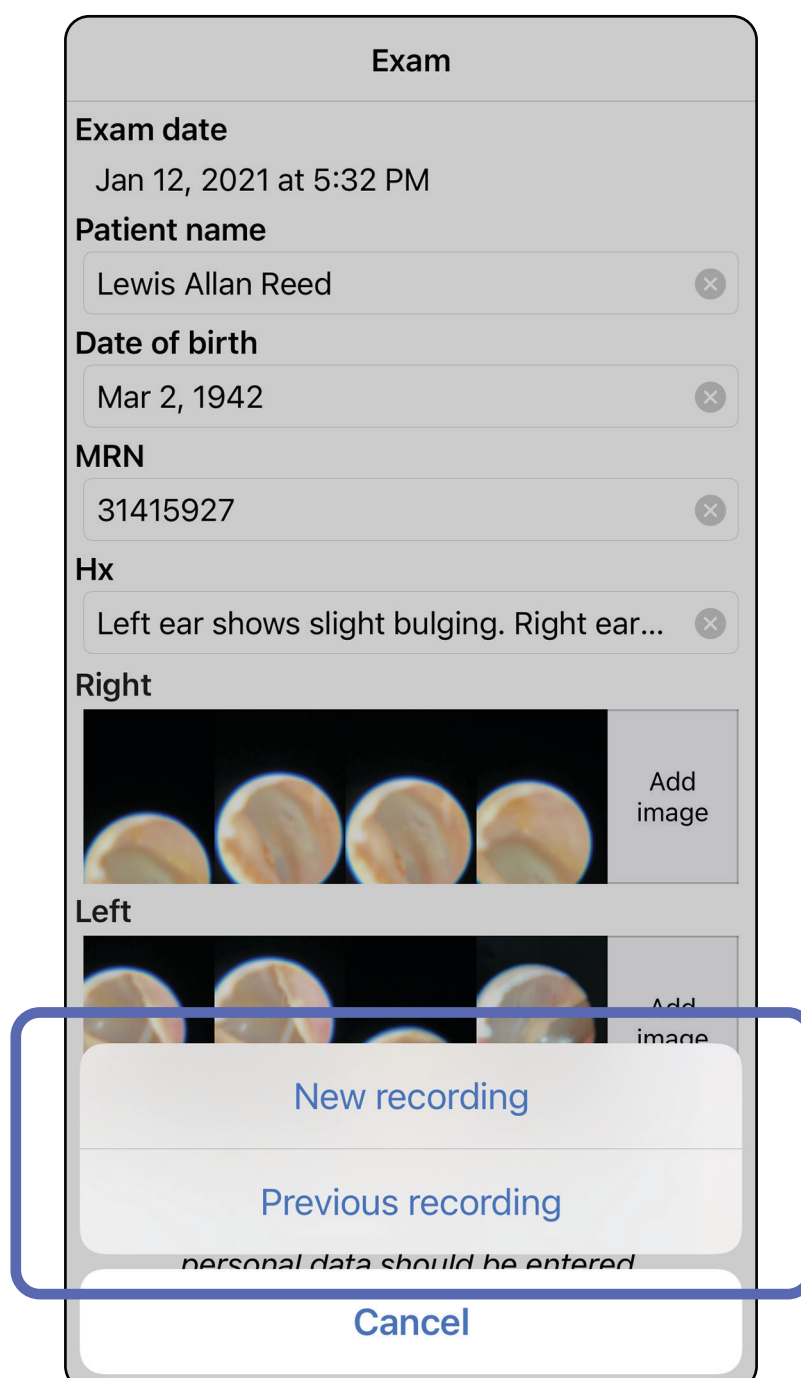 Exam
Exam date
Jan 12, 2021 at 5:32 PM
Patient name
Lewis Allan Reed
Date of birth
Mar 2, 1942
MRN
31415927
Hx
Left ear shows slight bulging. Right ear...
Right
Add
image
Left
Add
image
New recording
Previous recording
personal data should be entered
Cancel